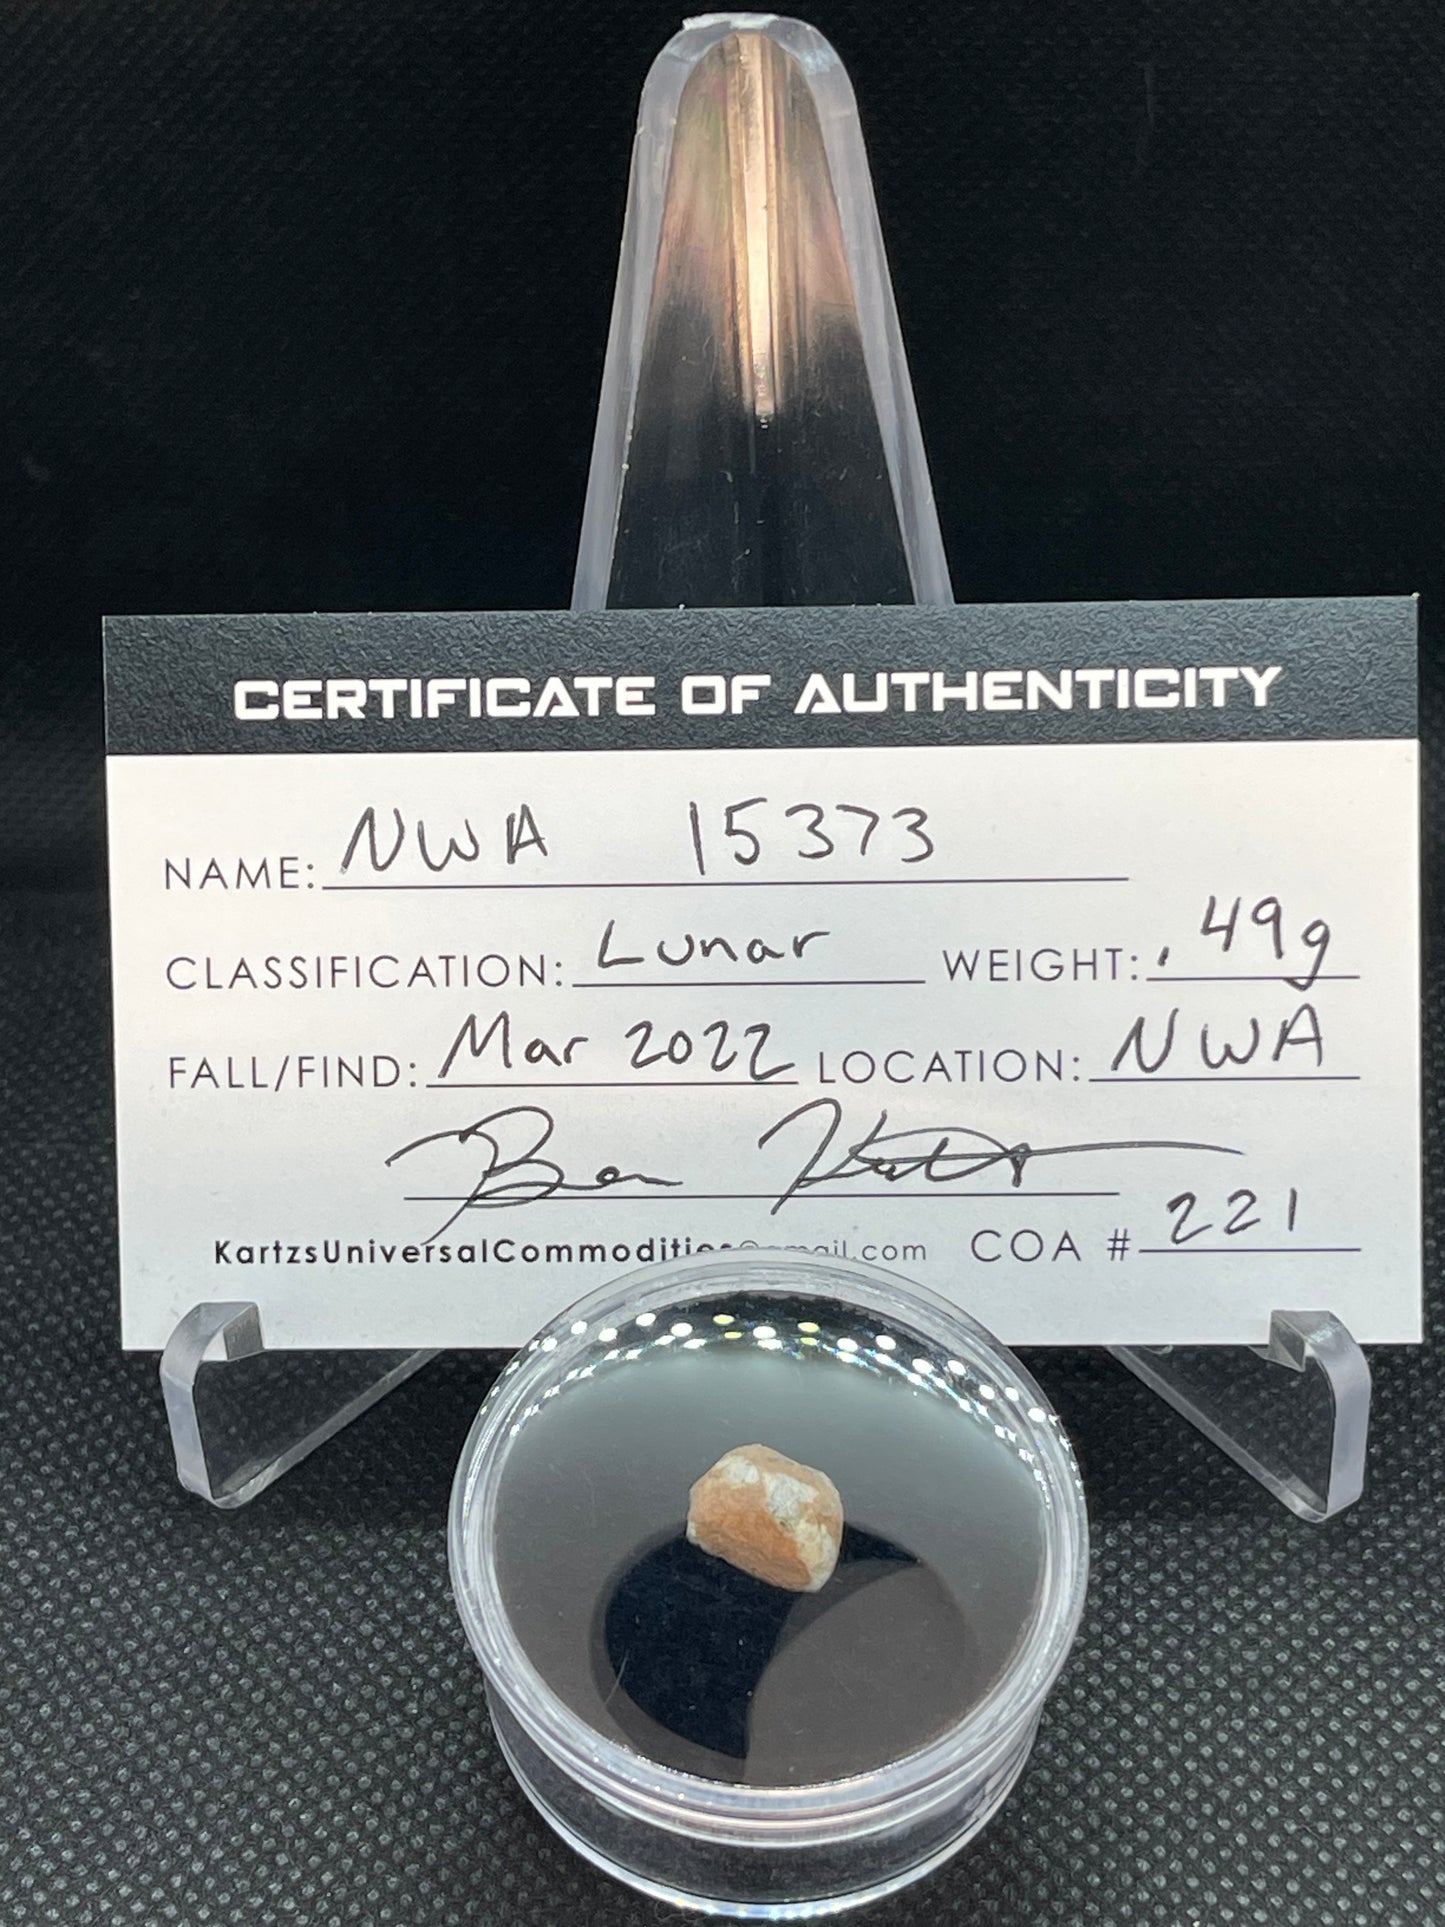 CERTIFICATE OF AUTHENTICITY
NAME: NWA 15373
CLASSIFICATION: Lunar WEIGHT: .49g
FALL/FIND: Mar 2022 LOCATION: NWA
Ben
KartzsUniversalCommodities@gmail.com COA # 221